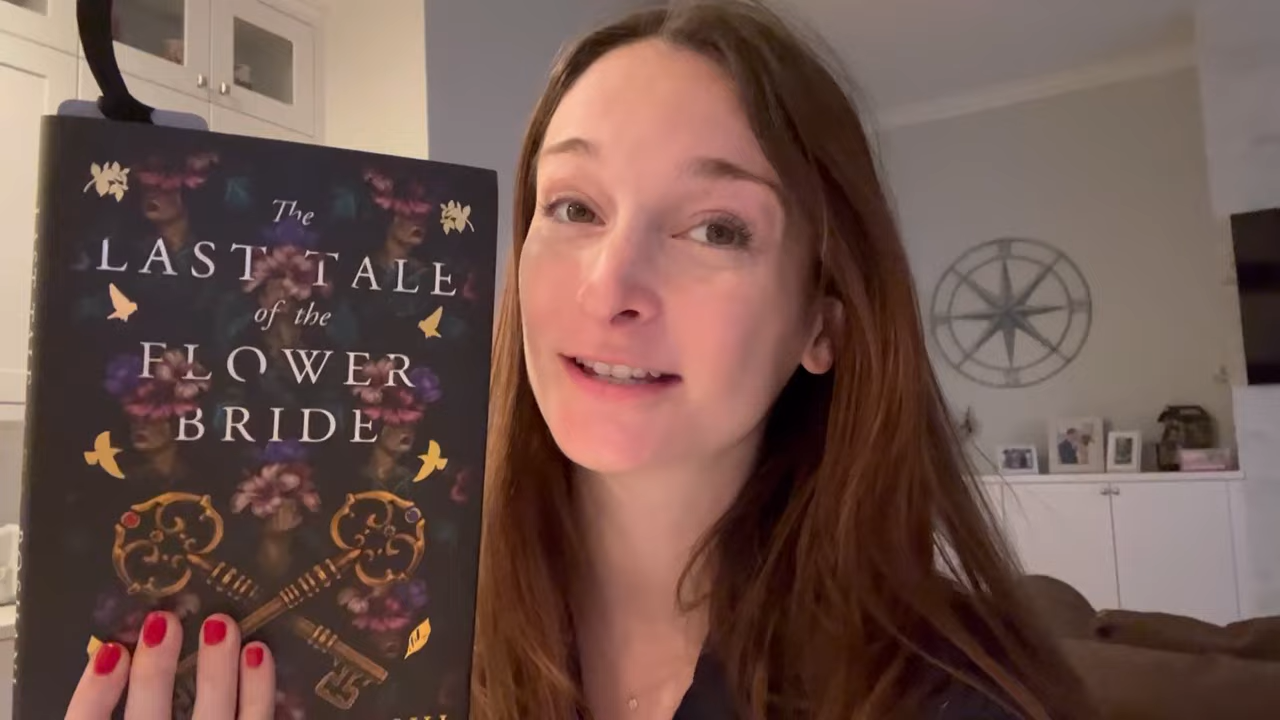 The
LAST TALE
of the
FLOWER
BRIDE